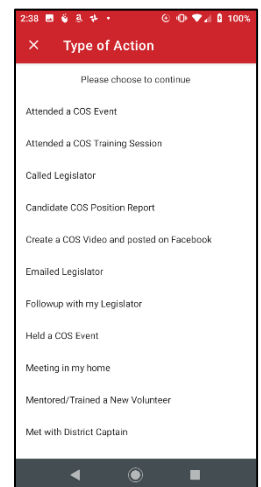 2:38 100%
× Type of Action
Please choose to continue
Attended a COS Event
Attended a COS Training Session
Called Legislator
Candidate COS Position Report
Create a COS Video and posted on Facebook
Emailed Legislator
Followup with my Legislator
Held a COS Event
Meeting in my home
Mentored/Trained a New Volunteer
Met with District Captain